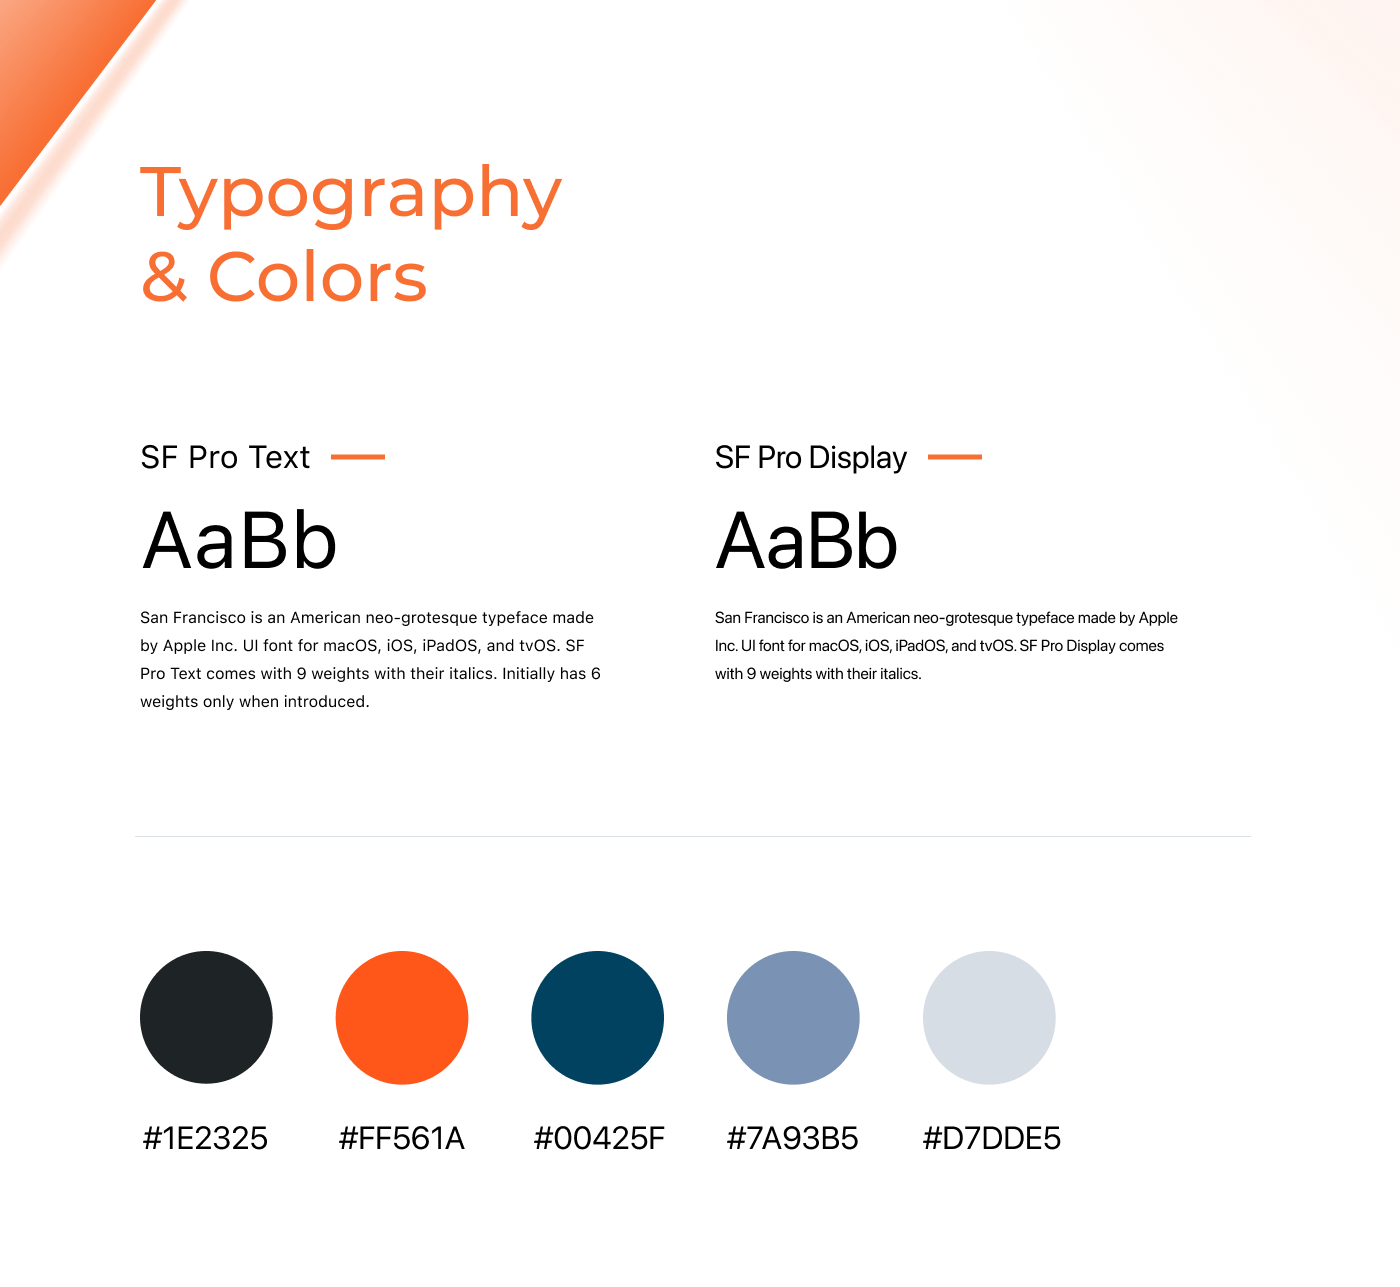 Typography
& Colors
SF Pro Text
AaBb
San Francisco is an American neo-grotesque typeface made
by Apple Inc. UI font for macOS, iOS, iPadOS, and tvOS. SF
Pro Text comes with 9 weights with their italics. Initially has 6
weights only when introduced.
SF Pro Display
AaBb
San Francisco is an American neo-grotesque typeface made by Apple
Inc. UI font for macOS, iOS, iPadOS, and tvOS. SF Pro Display comes
with 9 weights with their italics.
#1E2325
#FF561A
#00425F
#7A93B5
#D7DDE5